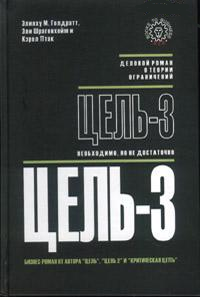 Элияху М. Голдратт,
Эли Шрагенхейм и
Кэрол Птак
ДЕЛОВОЙ РОМАН
О ТЕОРИИ
ОГРАНИЧЕНИЙ
ЦЕЛЬ-3
НЕОБХОДИМО, НО НЕ ДОСТАТОЧНО
ЦЕЛЬ-3
БИЗНЕС-РОМАН ОТ АВТОРА "ЦЕЛЬ", "ЦЕЛЬ 2" И "КРИТИЧЕСКАЯ ЦЕПЬ"